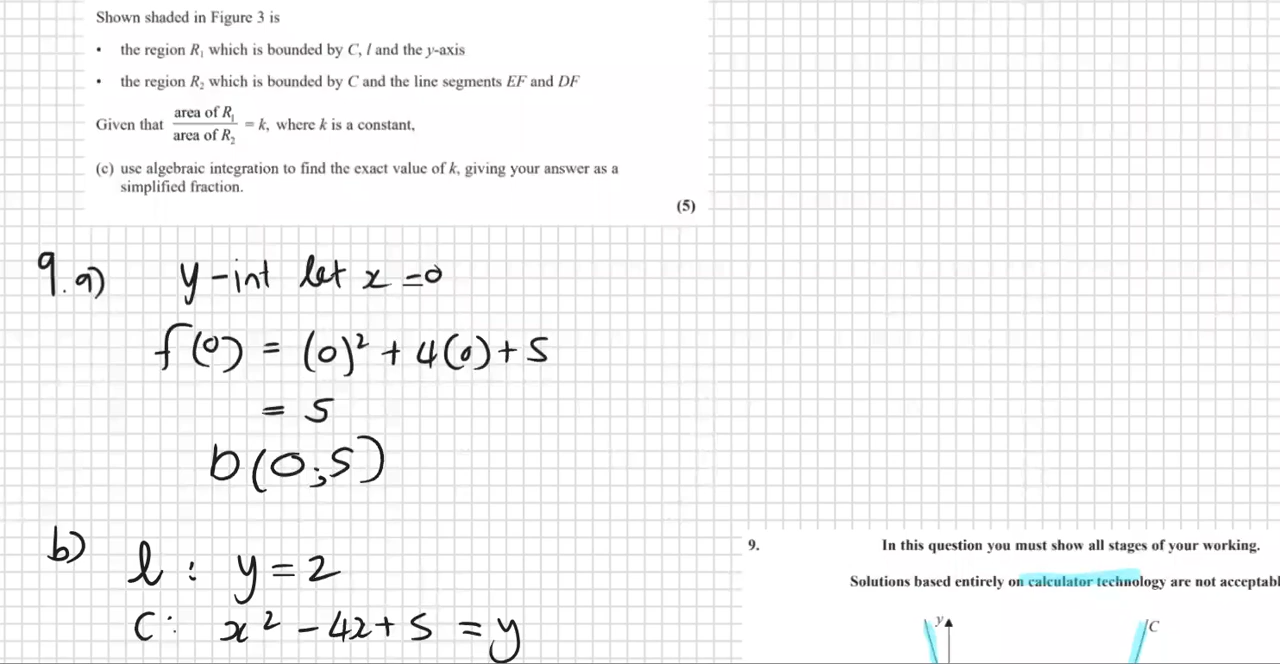 Shown shaded in Figure 3 is
• the region R₁ which is bounded by C, l and the y-axis
• the region R₂ which is bounded by C and the line segments EF and DF
Given that area of R₁ / area of R₂ = k, where k is a constant,
(c) use algebraic integration to find the exact value of k, giving your answer as a
simplified fraction.
(5)
9.a) y-int let x=0
f(0) = (0)² + 4(0)+5
= 5
b(0;5)
b) l : y=2
C: x² - 4x+5 = y
9. In this question you must show all stages of your working.
Solutions based entirely on calculator technology are not acceptabl
y C